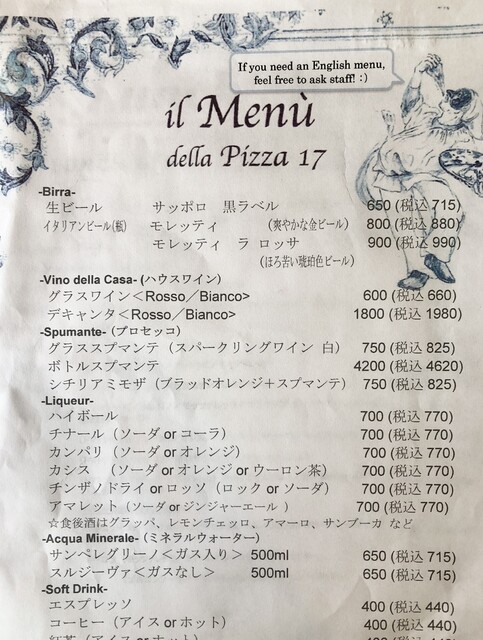 If you need an English menu,
feel free to ask staff! :)
il Menù
della Pizza 17
-Birra-
生ビール サッポロ 黒ラベル 650 (税込 715)
イタリアンビール(瓶) モレッティ (爽やかな金ビール) 800 (税込 880)
モレッティ ラ ロッサ 900 (税込 990)
(ほろ苦い琥珀色ビール)
-Vino della Casa- (ハウスワイン)
グラスワイン＜Rosso／Bianco> 600 (税込 660)
デキャンタ＜Rosso／Bianco> 1800 (税込 1980)
-Spumante- (プロセッコ)
グラススプマンテ（スパークリングワイン 白） 750 (税込 825)
ボトルスプマンテ 4200 (税込 4620)
シチリアミモザ（ブラッドオレンジ＋スプマンテ） 750 (税込 825)
-Liqueur-
ハイボール 700 (税込 770)
チナール（ソーダ or コーラ） 700 (税込 770)
カンパリ（ソーダ or オレンジ） 700 (税込 770)
カシス （ソーダ or オレンジ or ウーロン茶） 700 (税込 770)
チンザノドライ or ロッソ（ロック or ソーダ） 700 (税込 770)
アマレット（ソーダ or ジンジャーエール ） 700 (税込 770)
☆食後酒はグラッパ、レモンチェッロ、アマーロ、サンブーカ など
-Acqua Minerale-（ミネラルウォーター）
サンペレグリーノ＜ガス入り＞ 500ml 650 (税込 715)
スルジーヴァ＜ガスなし＞ 500ml 650 (税込 715)
-Soft Drink-
エスプレッソ 400 (税込 440)
コーヒー（アイス or ホット） 400 (税込 440)
紅茶（アイス or ホット）